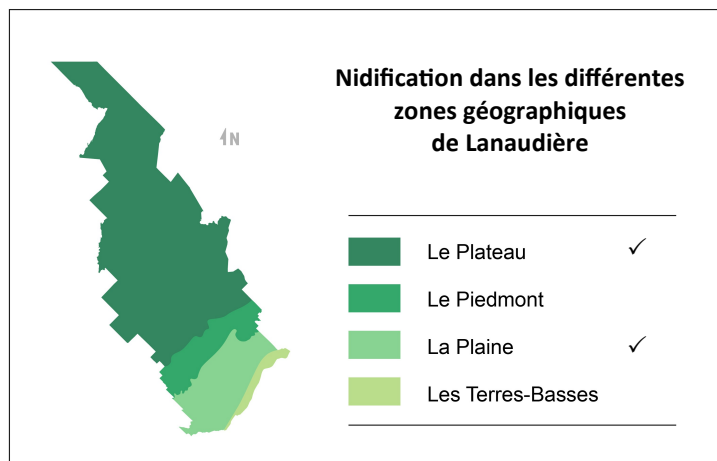 Nidification dans les différentes
zones géographiques
de Lanaudière
N
Le Plateau ✓
Le Piedmont
La Plaine ✓
Les Terres-Basses